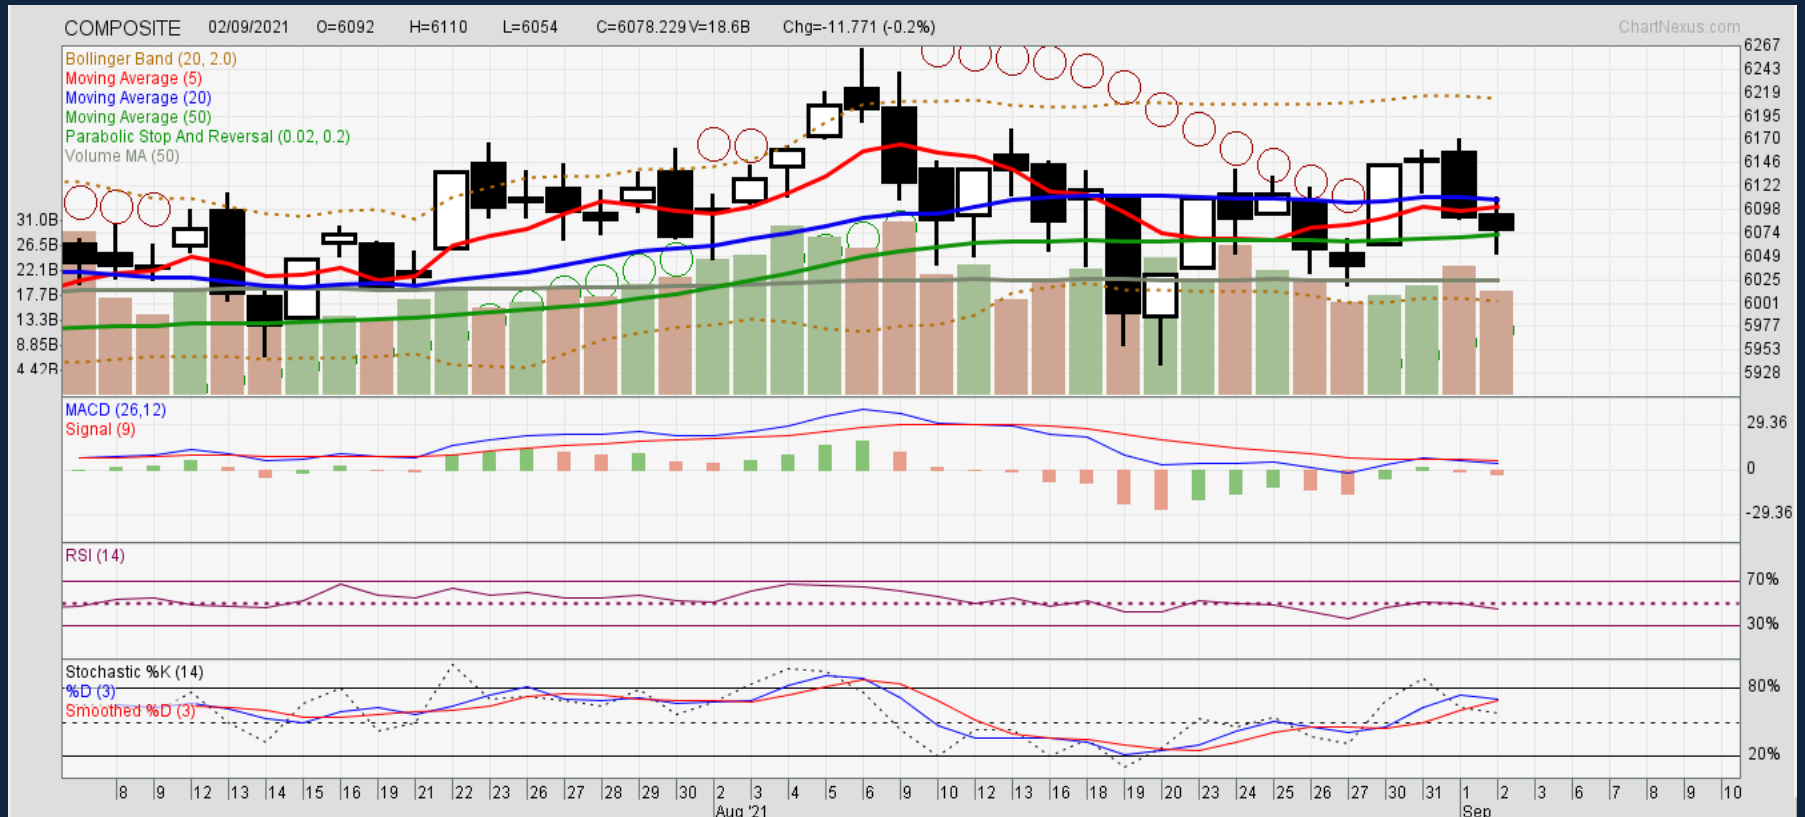 COMPOSITE 02/09/2021 O=6092 H=6110 L=6054 C=6078.229 V=18.6B Chg=-11.771 (-0.2%) ChartNexus.com
Bollinger Band (20, 2.0)
Moving Average (5)
Moving Average (20)
Moving Average (50)
Parabolic Stop And Reversal (0.02, 0.2)
Volume MA (50)
31.0B
26.5B
22.1B
17.7B
13.3B
8.85B
4 42B
6267
6243
6219
6195
6170
6146
6122
6098
6074
6049
6025
6001
5977
5953
5928
MACD (26,12)
Signal (9)
29.36
0
-29.36
RSI (14)
70%
30%
Stochastic %K (14)
%D (3)
Smoothed %D (3)
80%
20%
8 9 12 13 14 15 16 19 21 22 23 26 27 28 29 30 2 3 4 5 6 9 10 12 13 16 18 19 20 23 24 25 26 27 30 31 1 2 3 6 7 8 9 10
Aug '21 Sep